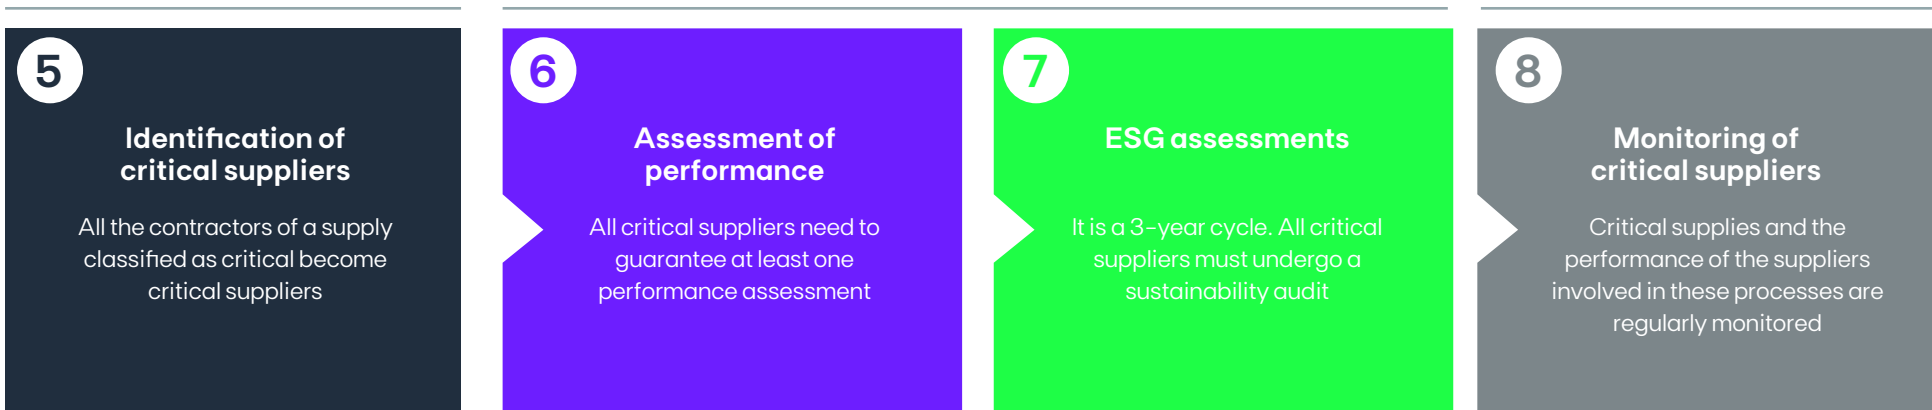 5
Identification of
critical suppliers
All the contractors of a supply
classified as critical become
critical suppliers
6
Assessment of
performance
All critical suppliers need to
guarantee at least one
performance assessment
7
ESG assessments
It is a 3-year cycle. All critical
suppliers must undergo a
sustainability audit
8
Monitoring of
critical suppliers
Critical supplies and the
performance of the suppliers
involved in these processes are
regularly monitored